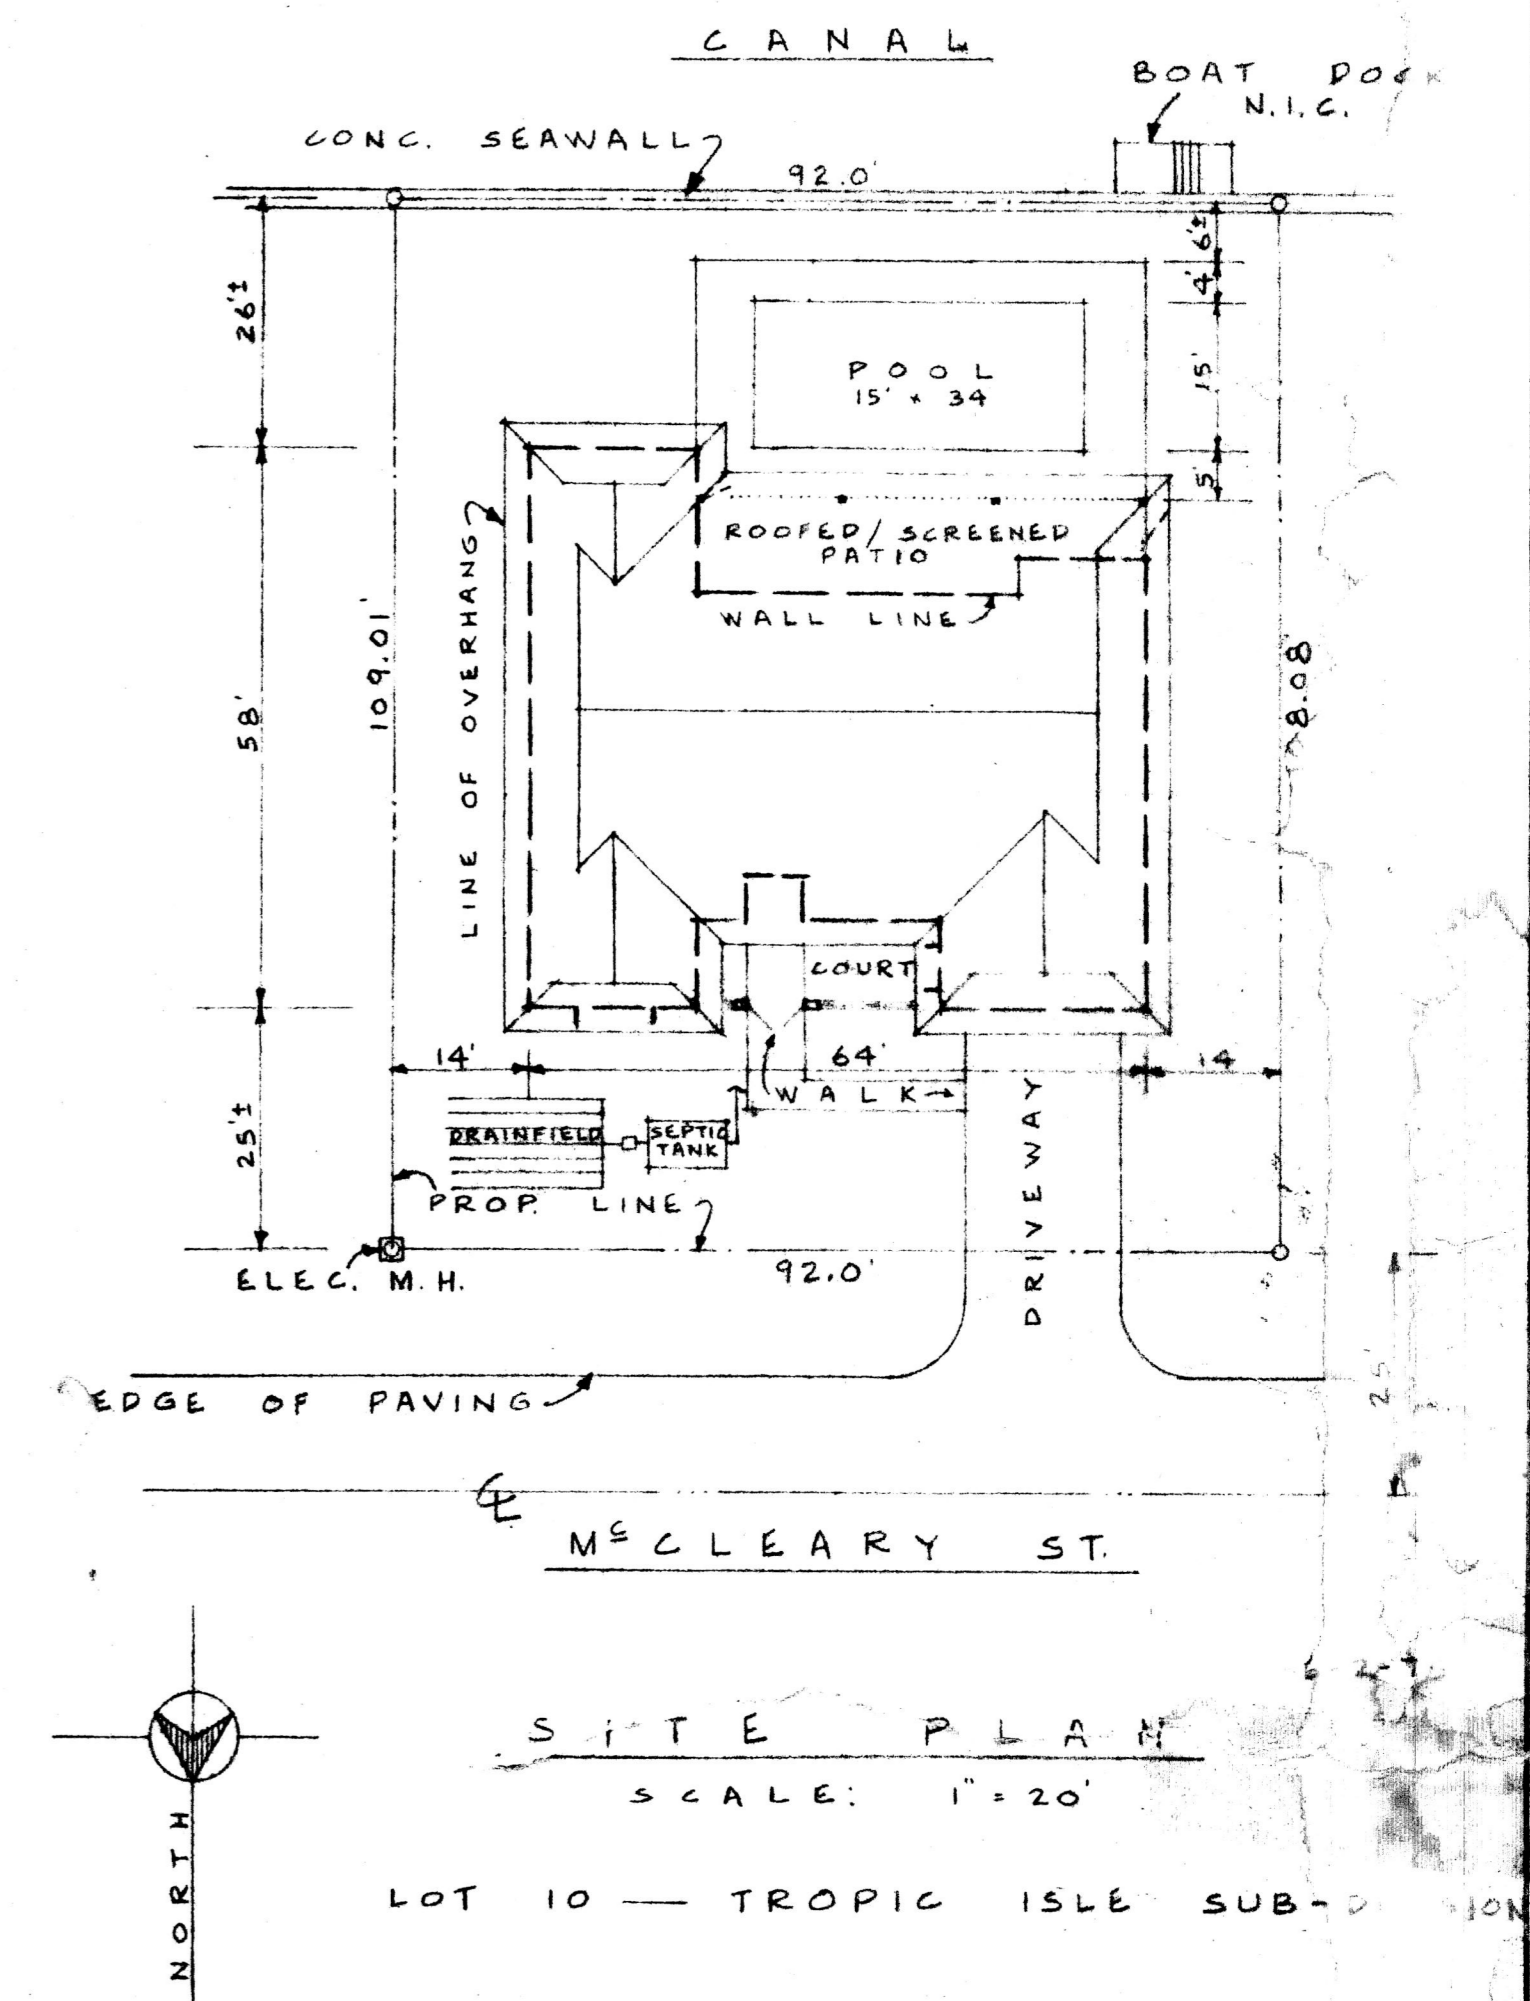 CANAL
BOAT DOCK
N.I.C.
CONC. SEAWALL
92.0'
6'±
4'
15'
5'
26'±
POOL
15' x 34
ROOFED/SCREENED
PATIO
WALL LINE
LINE OF OVERHANG
109.01'
58'
8.08'
COURT
14'
64'
14
WALK
25'±
DRAINFIELD
SEPTIC
TANK
DRIVEWAY
PROP. LINE
ELEC. M.H.
92.0'
EDGE OF PAVING
25'
℄
McCLEARY ST.
SITE PLAN
SCALE: 1" = 20'
NORTH
LOT 10 — TROPIC ISLE SUB-